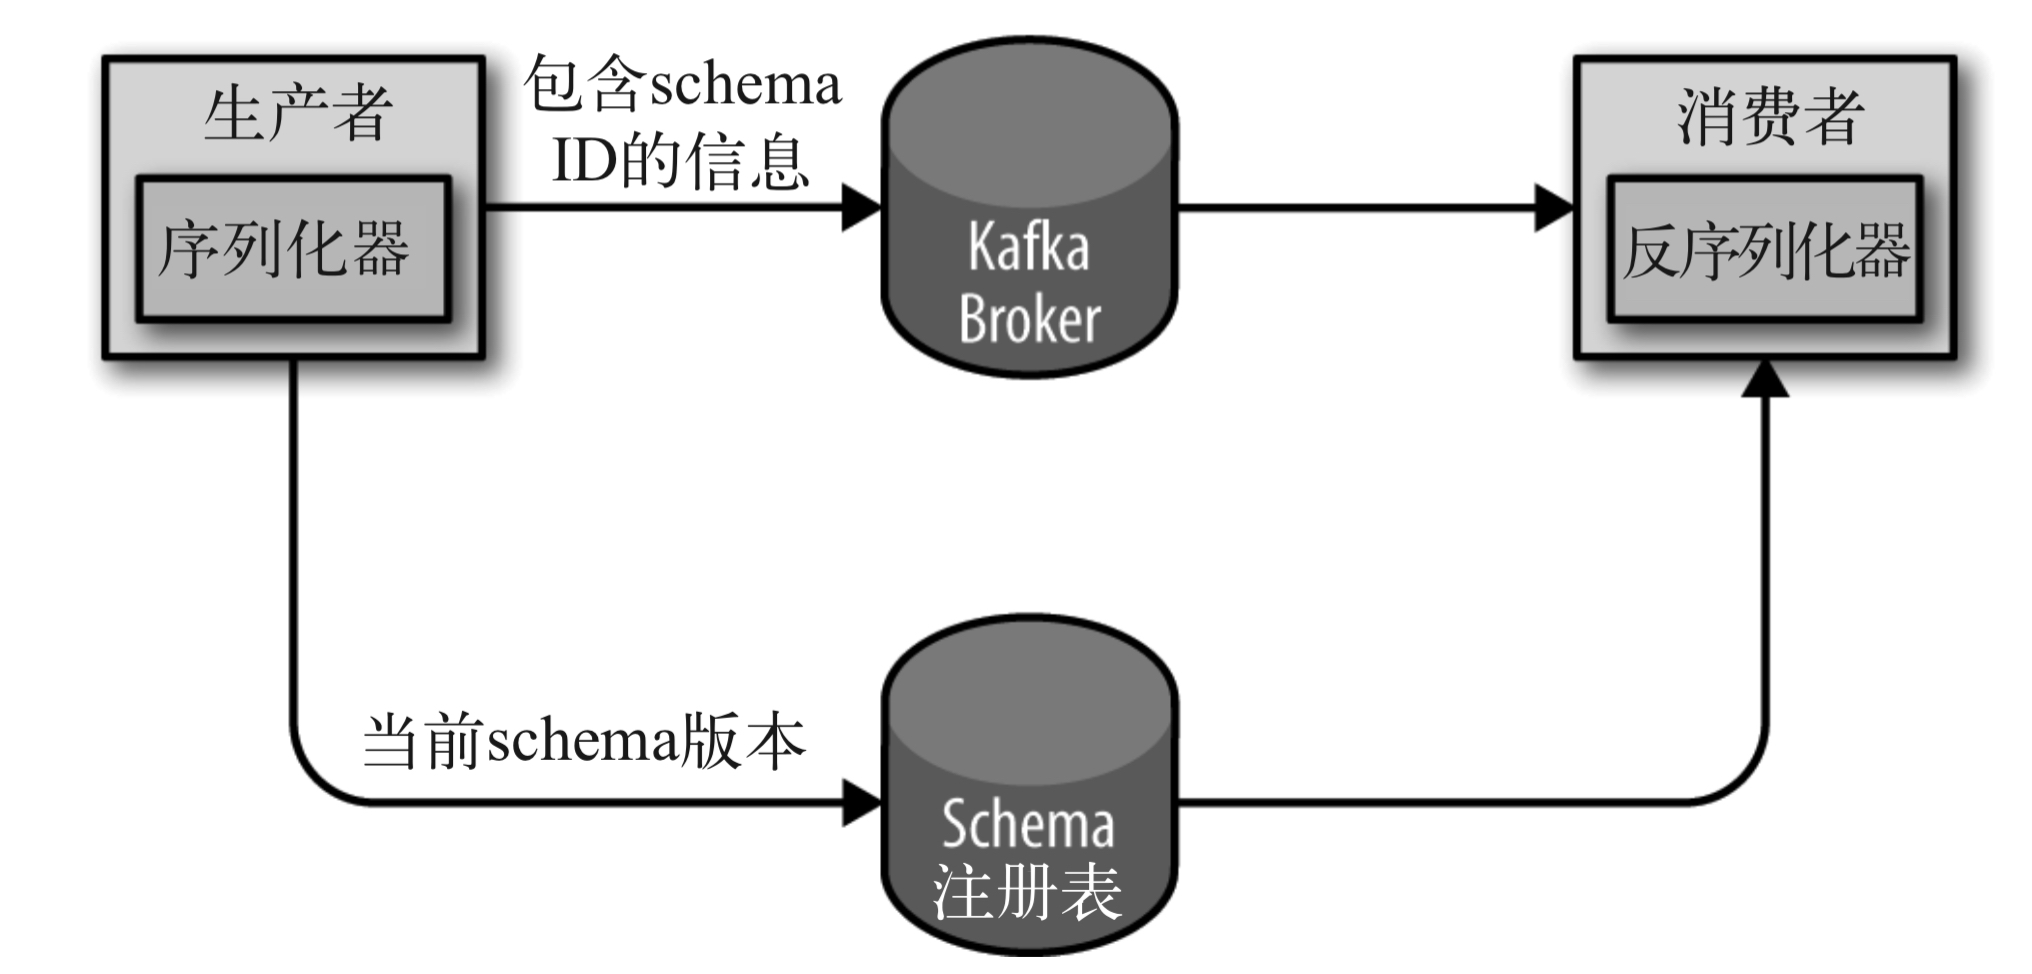 生产者
序列化器
包含schema
ID的信息
Kafka
Broker
消费者
反序列化器
当前schema版本
Schema
注册表